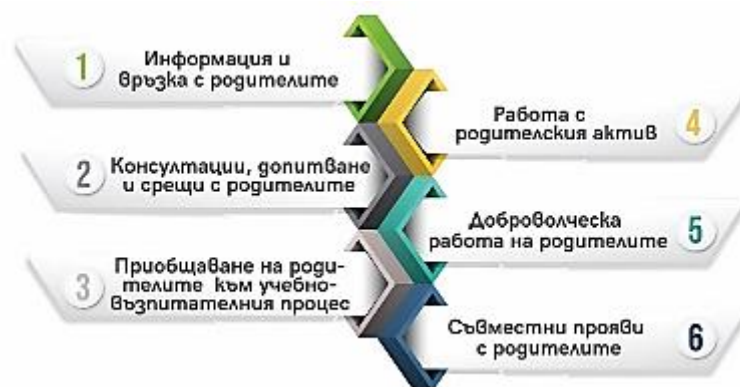 1
Информация и
връзка с родителите
2
Консултации, допитване
и срещи с родителите
3
Приобщаване на роди-
телите към учебно-
възпитателния процес
4
Работа с
родителския актив
5
Доброволческа
работа на родителите
6
Съвместни прояви
с родителите